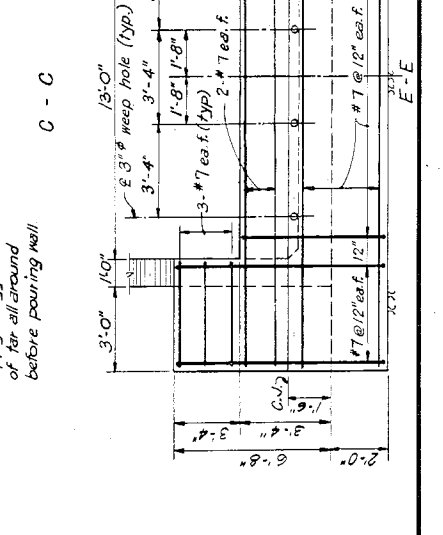 of tar all around
before pouring wall.
C - C
13'-0"
₵ 3"ϕ weep hole (typ.)
3'-4"
3'-4"
1'-8"
1'-8"
3-#7 ea.f.(typ)
2-#7 ea.f.
#7 @ 12" ea.f.
E - E
3'-0"
1'-0"
#7@12"ea.f.
12"
C.J.
1'-6"
3'-4"
3'-4"
6'-8"
2'-0"